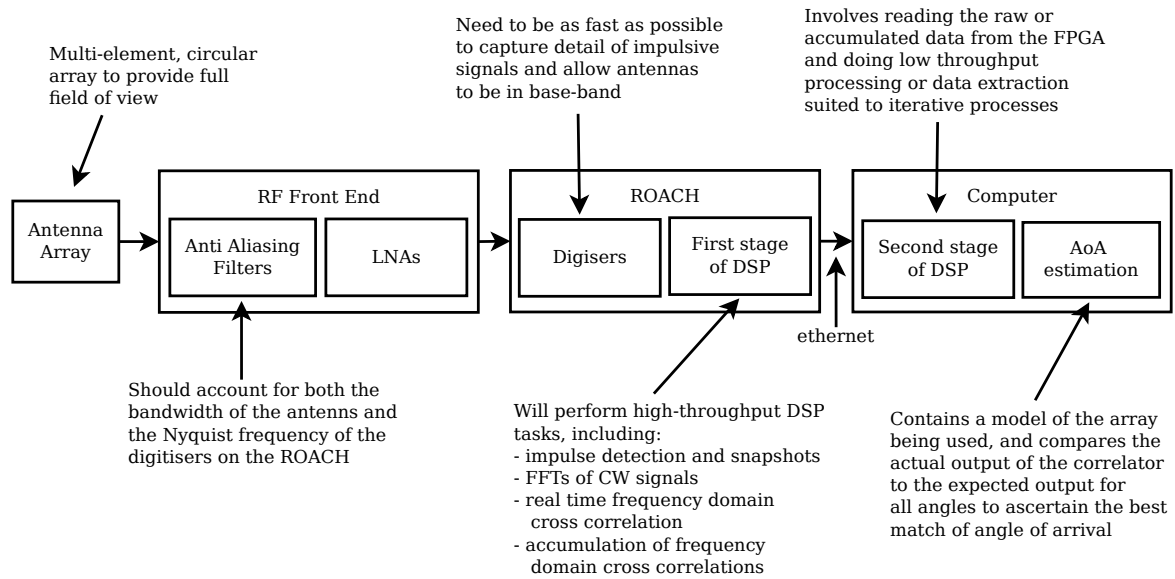 Multi-element, circular
array to provide full
field of view
Need to be as fast as possible
to capture detail of impulsive
signals and allow antennas
to be in base-band
Involves reading the raw or
accumulated data from the FPGA
and doing low throughput
processing or data extraction
suited to iterative processes
Antenna
Array
RF Front End
Anti Aliasing
Filters
LNAs
ROACH
Digisers
First stage
of DSP
Computer
Second stage
of DSP
AoA
estimation
ethernet
Should account for both the
bandwidth of the antenns and
the Nyquist frequency of the
digitisers on the ROACH
Will perform high-throughput DSP
tasks, including:
- impulse detection and snapshots
- FFTs of CW signals
- real time frequency domain
cross correlation
- accumulation of frequency
domain cross correlations
Contains a model of the array
being used, and compares the
actual output of the correlator
to the expected output for
all angles to ascertain the best
match of angle of arrival